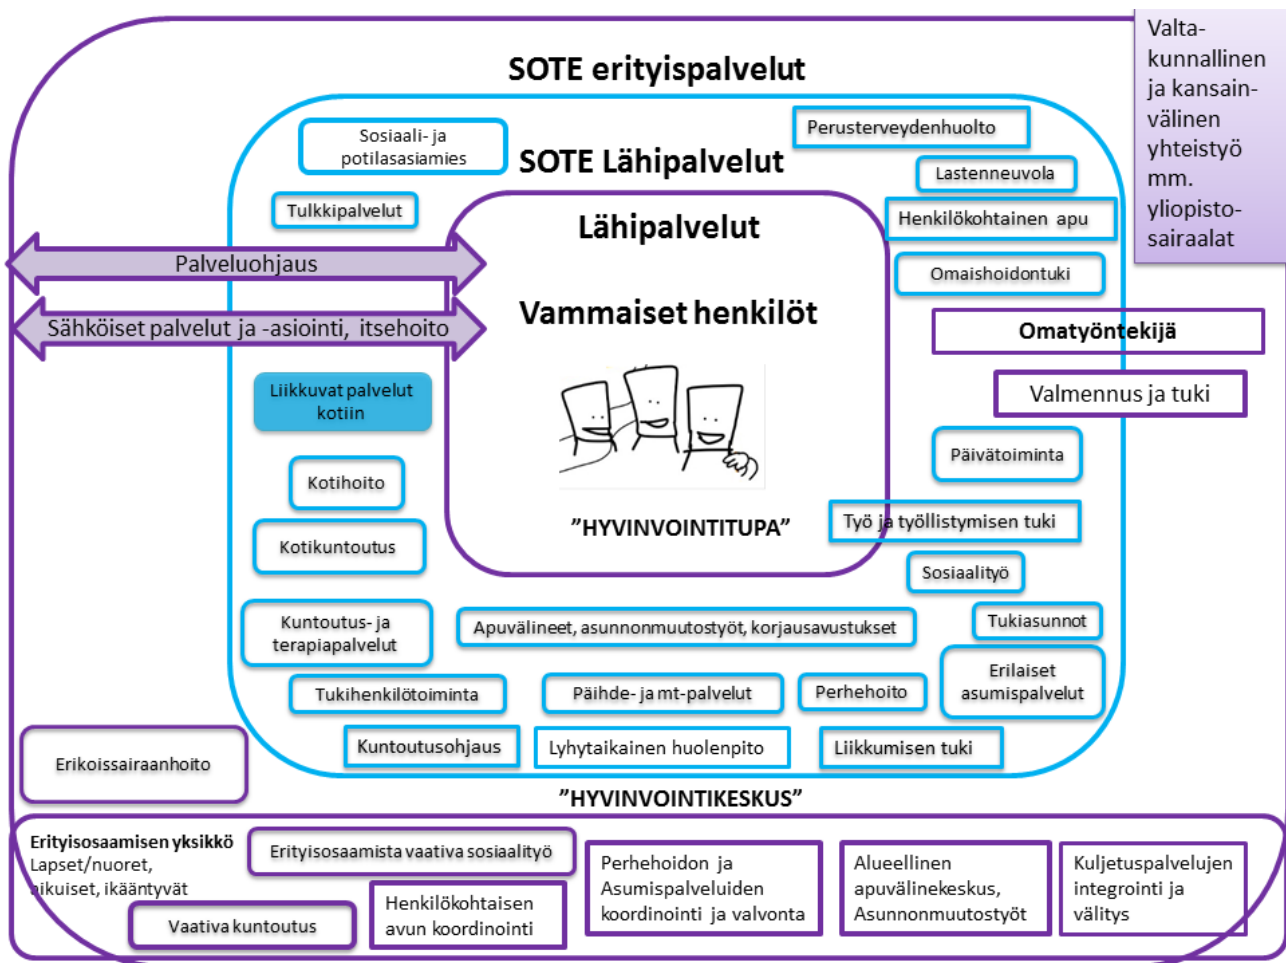 Valta-
kunnallinen
ja kansain-
välinen
yhteistyö
mm.
yliopisto-
sairaalat
SOTE erityispalvelut
Sosiaali- ja
potilasasiamies
Perusterveydenhuolto
SOTE Lähipalvelut
Lastenneuvola
Tulkkipalvelut
Lähipalvelut
Henkilökohtainen apu
Palveluohjaus
Omaishoidontuki
Sähköiset palvelut ja -asiointi, itsehoito
Vammaiset henkilöt
Omatyöntekijä
Liikkuvat palvelut
kotiin
Valmennus ja tuki
Päivätoiminta
Kotihoito
"HYVINVOINTITUPA"
Työ ja työllistymisen tuki
Kotikuntoutus
Sosiaalityö
Kuntoutus- ja
terapiapalvelut
Apuvälineet, asunnonmuutostyöt, korjausavustukset
Tukiasunnot
Erilaiset
asumispalvelut
Tukihenkilötoiminta
Päihde- ja mt-palvelut
Perhehoito
Kuntoutusohjaus
Lyhytaikainen huolenpito
Liikkumisen tuki
Erikoissairaanhoito
"HYVINVOINTIKESKUS"
Erityisosaamisen yksikkö
Lapset/nuoret,
aikuiset, ikääntyvät
Erityisosaamista vaativa sosiaalityö
Vaativa kuntoutus
Henkilökohtaisen
avun koordinointi
Perhehoidon ja
Asumispalveluiden
koordinointi ja valvonta
Alueellinen
apuvälinekeskus,
Asunnonmuutostyöt
Kuljetuspalvelujen
integrointi ja
välitys